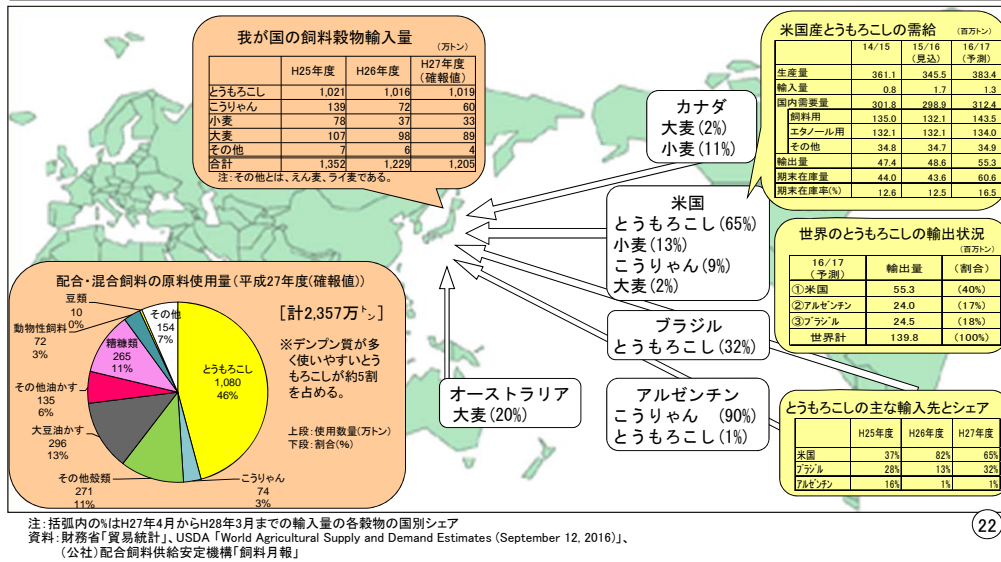 我が国の飼料穀物輸入量 (万トン)
H25年度 H26年度 H27年度(確報値)
とうもろこし 1,021 1,016 1,019
こうりゃん 139 72 60
小麦 78 37 33
大麦 107 98 89
その他 7 6 4
合計 1,352 1,229 1,205
注:その他とは、えん麦、ライ麦である。
米国産とうもろこしの需給 (百万トン)
14/15 15/16(見込) 16/17(予測)
生産量 361.1 345.5 383.4
輸入量 0.8 1.7 1.3
国内需要量 301.8 298.9 312.4
飼料用 135.0 132.1 143.5
エタノール用 132.1 132.1 134.0
その他 34.8 34.7 34.9
輸出量 47.4 48.6 55.3
期末在庫量 44.0 43.6 60.6
期末在庫率(%) 12.6 12.5 16.5
カナダ
大麦(2%)
小麦(11%)
米国
とうもろこし(65%)
小麦(13%)
こうりゃん(9%)
大麦(2%)
世界のとうもろこしの輸出状況
(百万トン)
16/17(予測) 輸出量 (割合)
①米国 55.3 (40%)
②アルゼンチン 24.0 (17%)
③ブラジル 24.5 (18%)
世界計 139.8 (100%)
配合・混合飼料の原料使用量(平成27年度(確報値))
[計2,357万トン]
※デンプン質が多
く使いやすいとう
もろこしが約5割
を占める。
上段:使用数量(万トン)
下段:割合(%)
とうもろこし
1,080
46%
こうりゃん
74
3%
その他穀類
271
11%
大豆油かす
296
13%
その他油かす
135
6%
糟糠類
265
11%
動物性飼料
72
3%
豆類
10
0%
その他
154
7%
ブラジル
とうもろこし(32%)
オーストラリア
大麦(20%)
アルゼンチン
こうりゃん (90%)
とうもろこし(1%)
とうもろこしの主な輸入先とシェア
H25年度 H26年度 H27年度
米国 37% 82% 65%
ブラジル 28% 13% 32%
アルゼンチン 16% 1% 1%
注:括弧内の%はH27年4月からH28年3月までの輸入量の各穀物の国別シェア
資料:財務省「貿易統計」、USDA「World Agricultural Supply and Demand Estimates (September 12, 2016)」、
(公社)配合飼料供給安定機構「飼料月報」
22